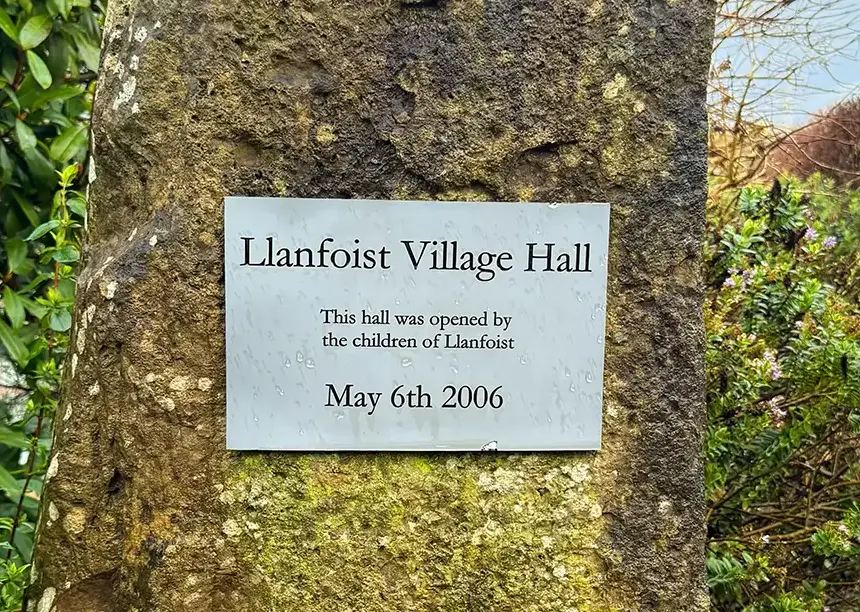 Llanfoist Village Hall
This hall was opened by
the children of Llanfoist
May 6th 2006